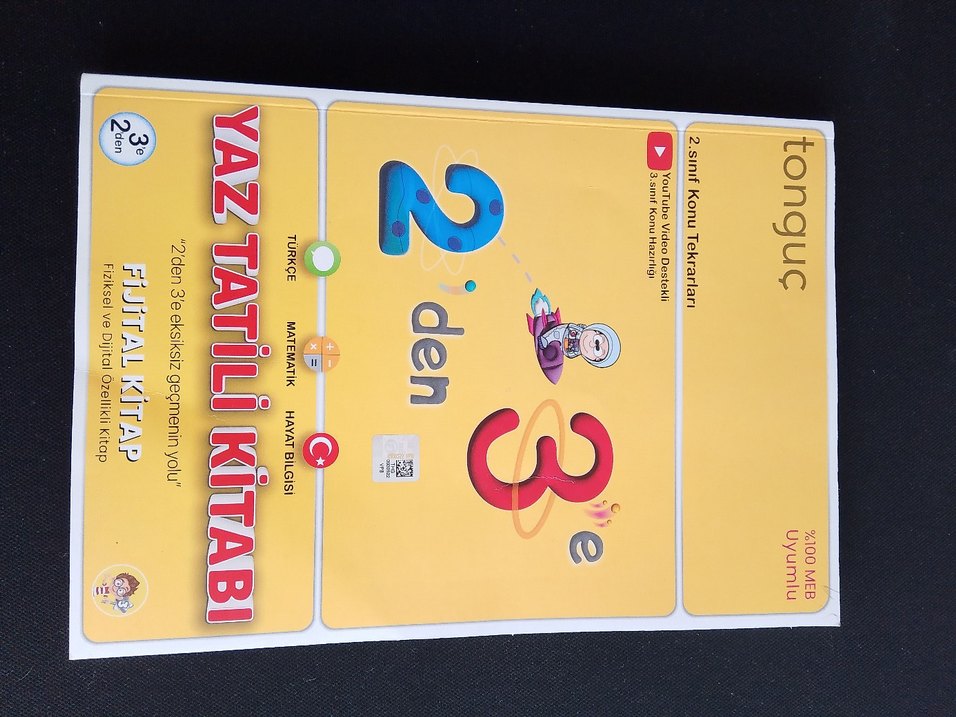 tonguç
%100 MEB
Uyumlu
2.sınıf Konu Tekrarları
YouTube Video Destekli
3.sınıf Konu Hazırlığı
2'den
3'e
TÜRKÇE
MATEMATİK
HAYAT BİLGİSİ
YAZ TATİLİ KİTABI
"2'den 3'e eksiksiz geçmenin yolu"
FİJİTAL KİTAP
Fiziksel ve Dijital Özellikli Kitap
3'e
2'den